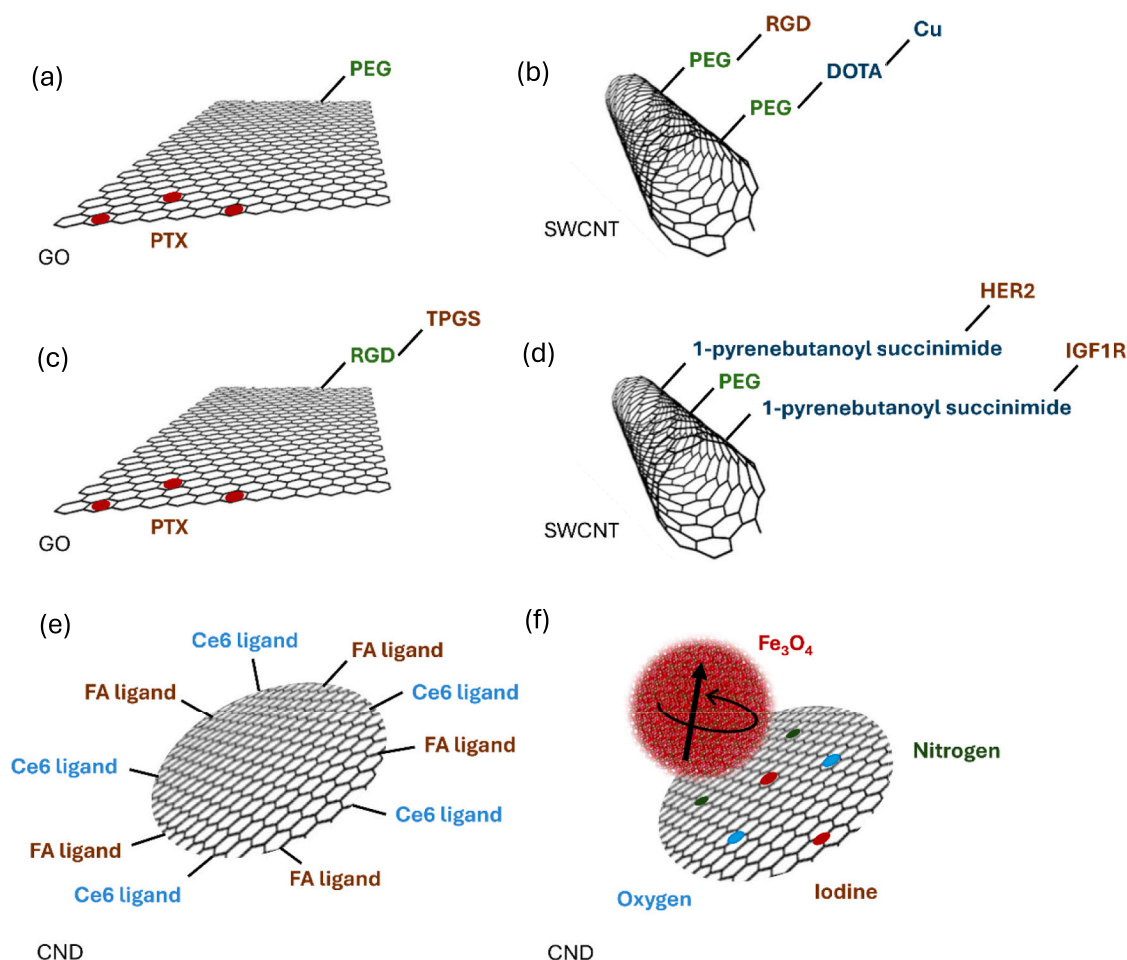 (a)
PEG
PTX
GO
(b)
RGD
Cu
PEG
DOTA
PEG
SWCNT
(c)
TPGS
RGD
PTX
GO
(d)
HER2
1-pyrenebutanoyl succinimide
IGF1R
PEG
1-pyrenebutanoyl succinimide
SWCNT
(e)
Ce6 ligand
FA ligand
FA ligand
Ce6 ligand
FA ligand
Ce6 ligand
Ce6 ligand
FA ligand
FA ligand
Ce6 ligand
CND
(f)
Fe₃O₄
Nitrogen
Iodine
Oxygen
CND